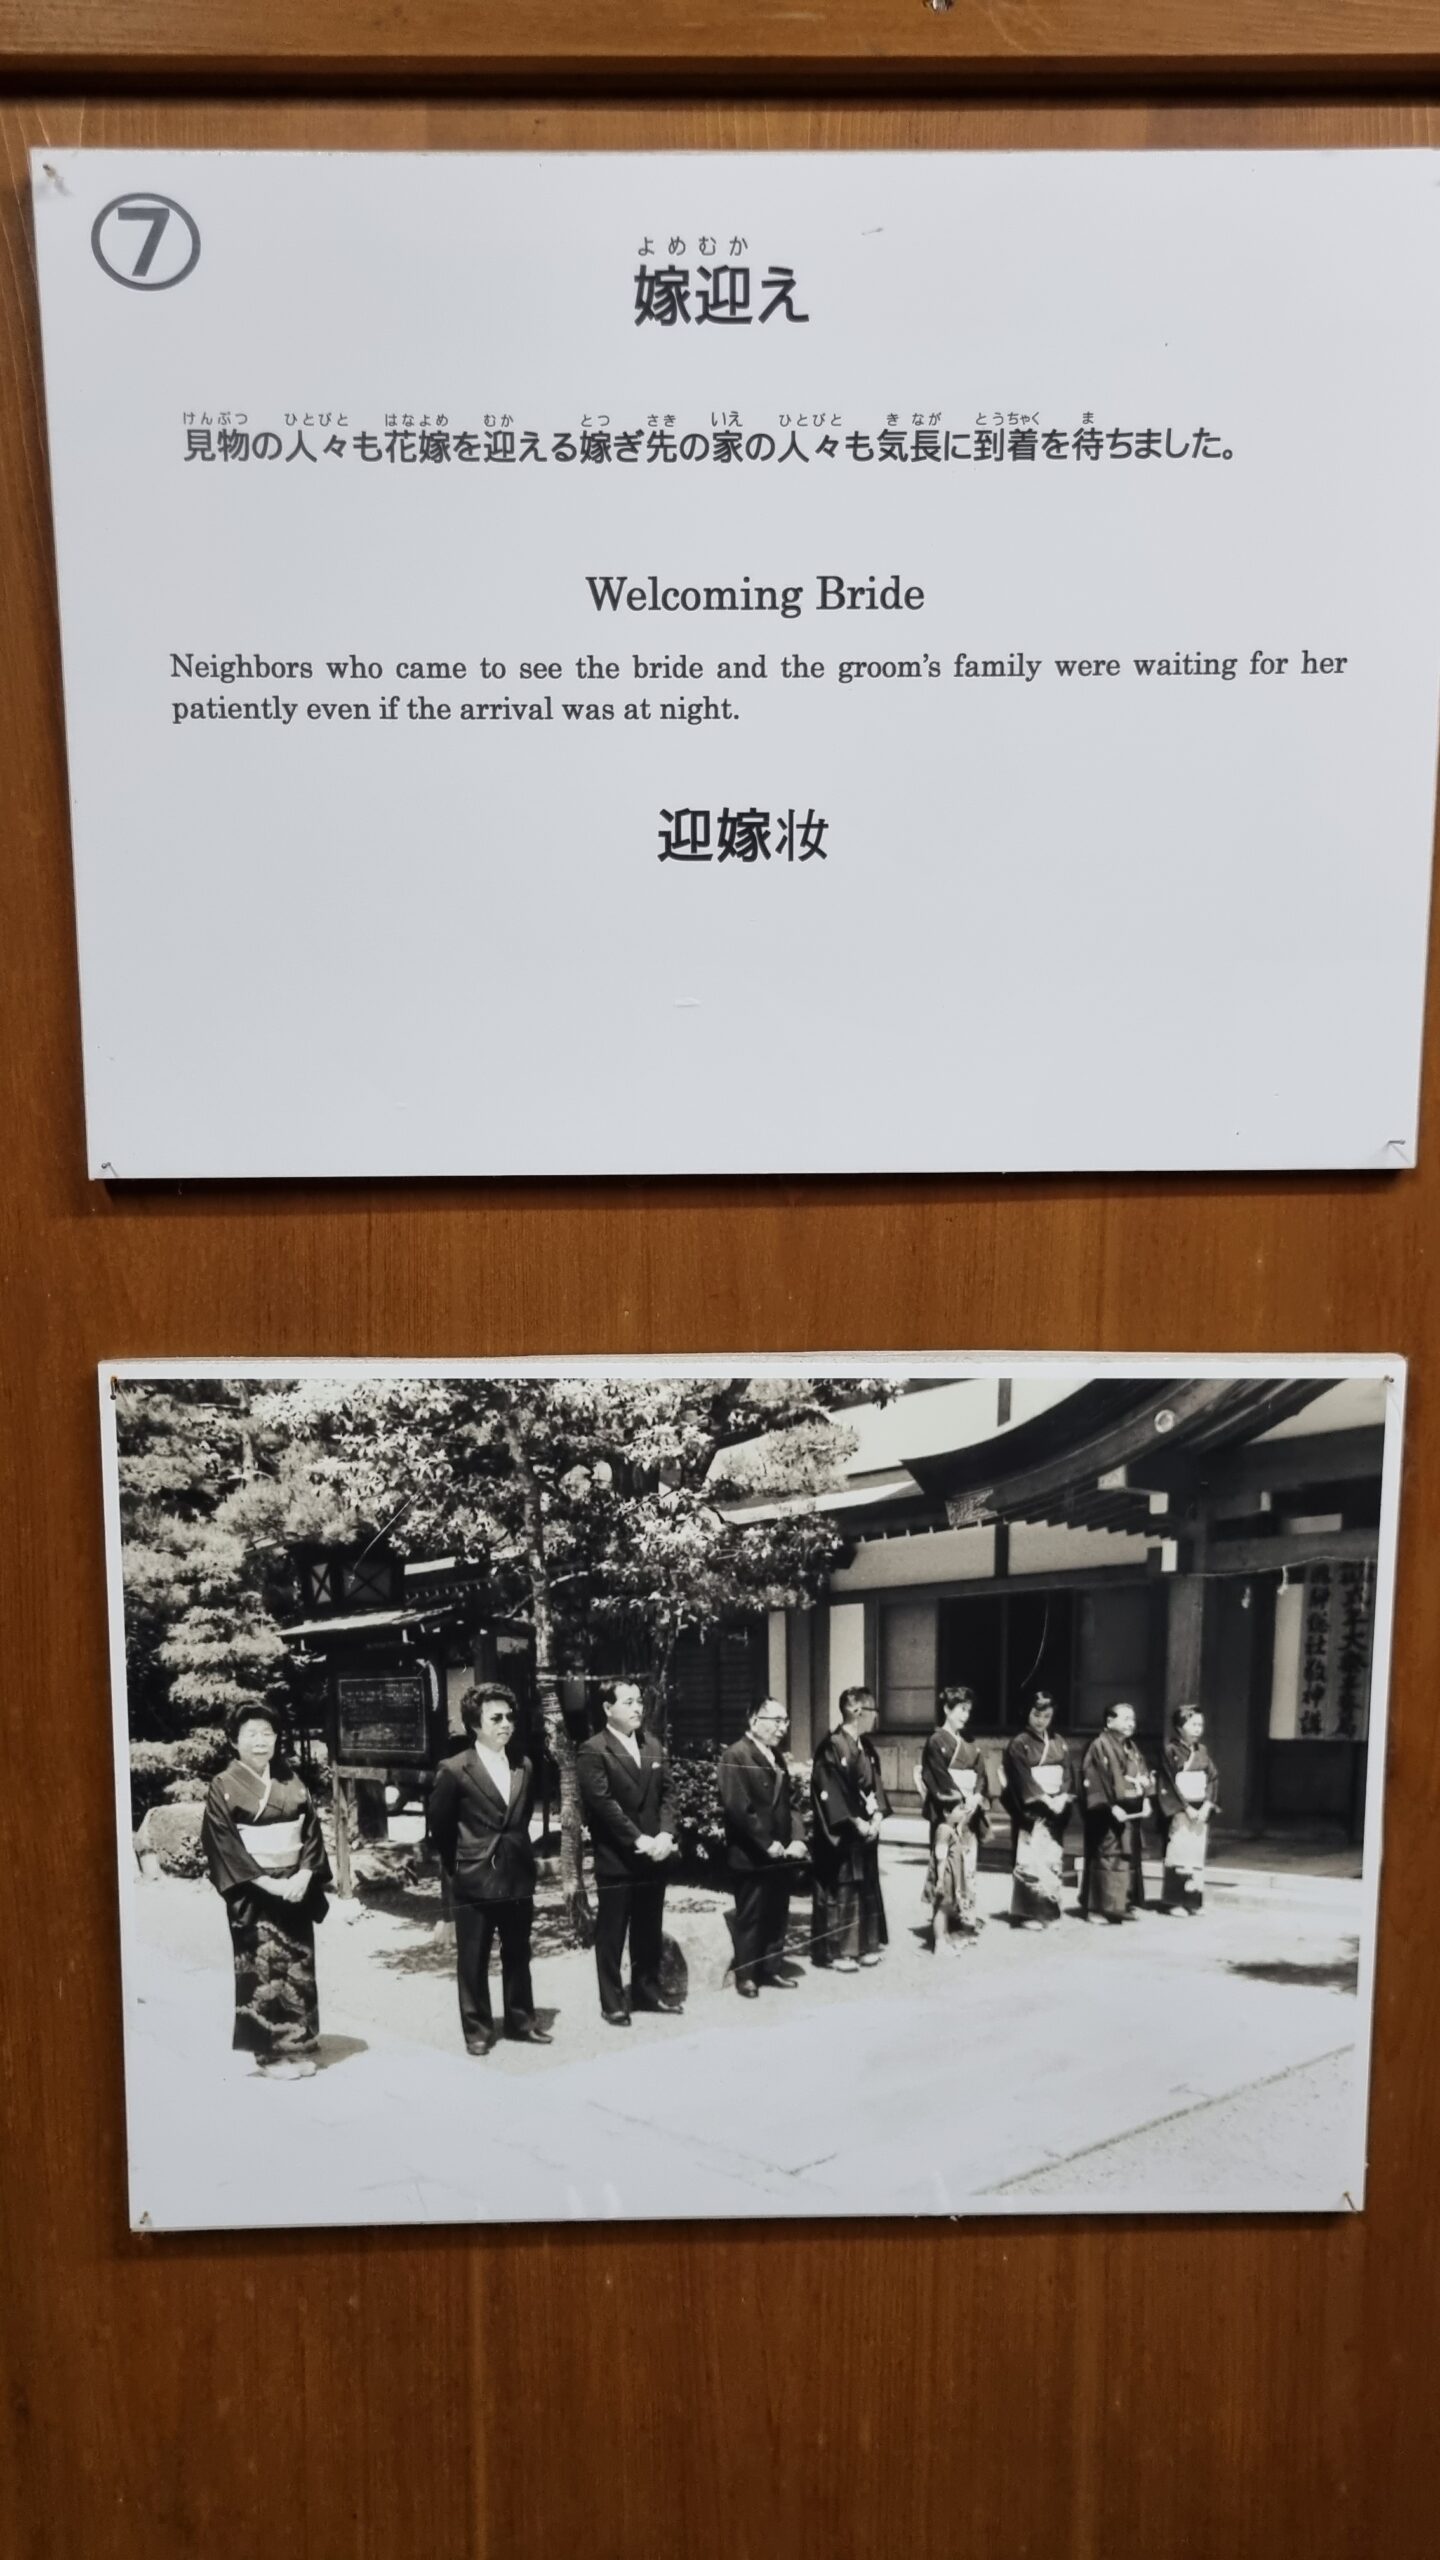 ⑦
よめむか
嫁迎え
けんぶつ ひとびと はなよめ むか とつ さき いえ ひとびと き なが とうちゃく ま
見物の人々も花嫁を迎える嫁ぎ先の家の人々も気長に到着を待ちました。
Welcoming Bride
Neighbors who came to see the bride and the groom's family were waiting for her
patiently even if the arrival was at night.
迎嫁妆